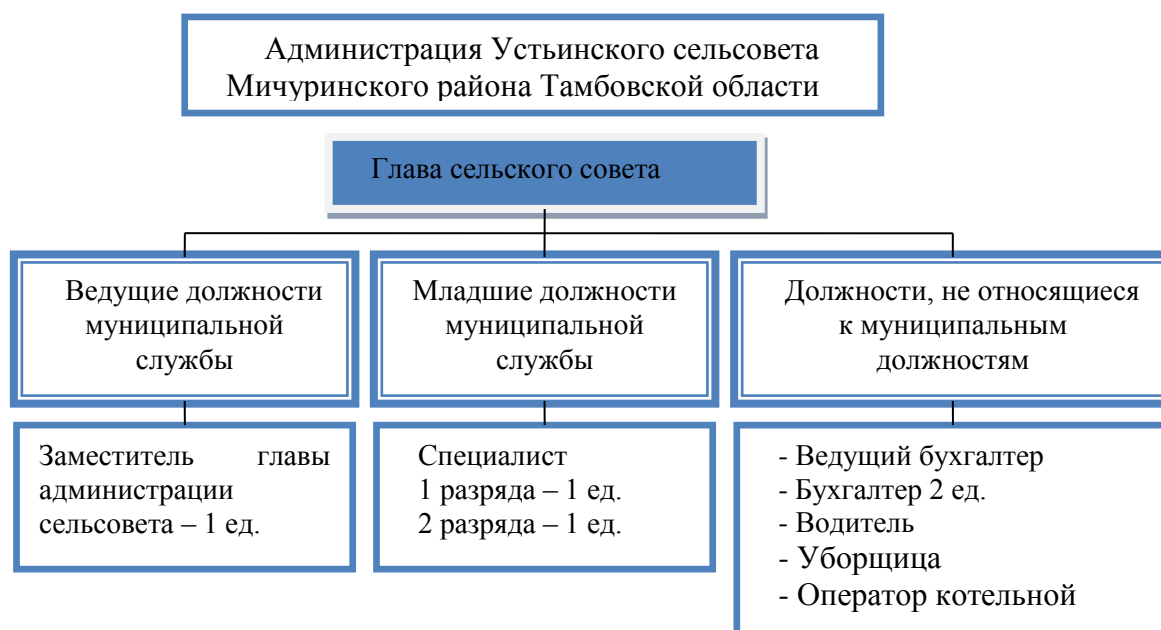 Администрация Устьинского сельсовета
Мичуринского района Тамбовской области
Глава сельского совета
Ведущие должности
муниципальной
службы
Младшие должности
муниципальной
службы
Должности, не относящиеся
к муниципальным
должностям
Заместитель главы
администрации
сельсовета – 1 ед.
Специалист
1 разряда – 1 ед.
2 разряда – 1 ед.
- Ведущий бухгалтер
- Бухгалтер 2 ед.
- Водитель
- Уборщица
- Оператор котельной